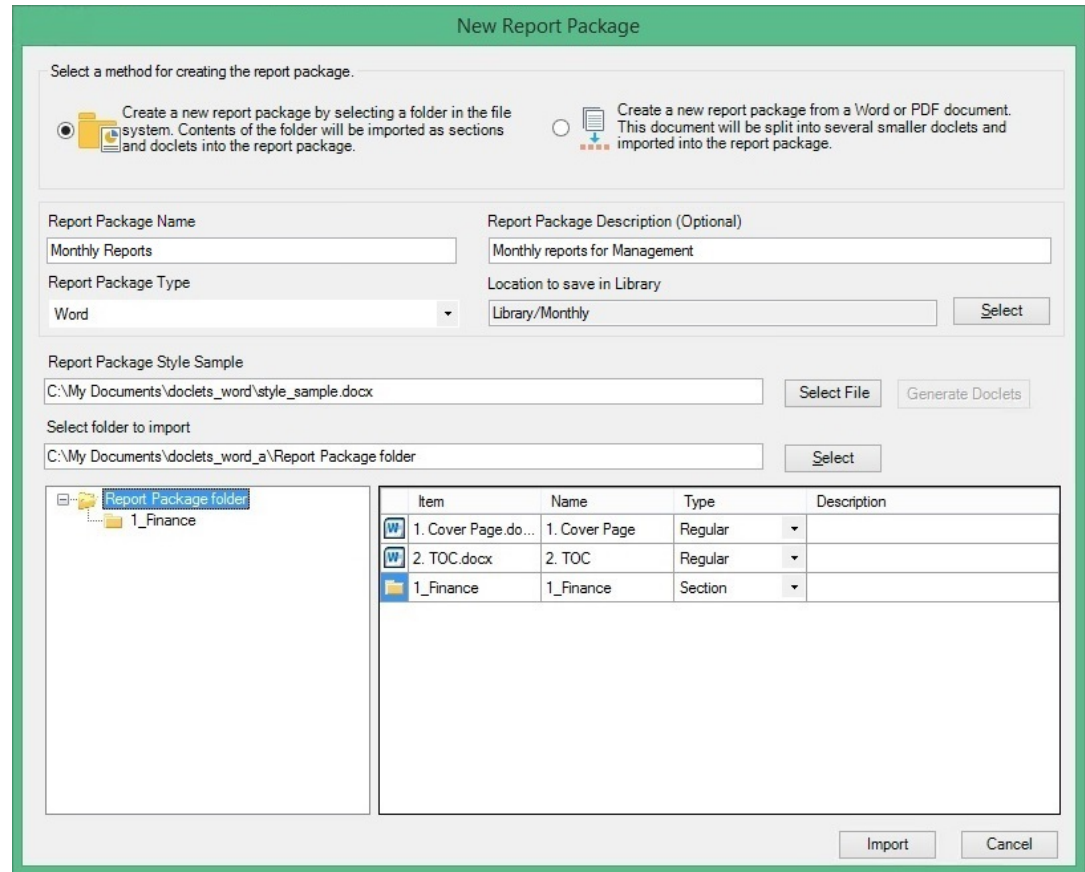 New Report Package
Select a method for creating the report package.
Create a new report package by selecting a folder in the file
system. Contents of the folder will be imported as sections
and doclets into the report package.
Create a new report package from a Word or PDF document.
This document will be split into several smaller doclets and
imported into the report package.
Report Package Name
Report Package Description (Optional)
Monthly Reports
Monthly reports for Management
Report Package Type
Location to save in Library
Word
Library/Monthly
Select
Report Package Style Sample
C:\My Documents\doclets_word\style_sample.docx
Select File
Generate Doclets
Select folder to import
C:\My Documents\doclets_word_a\Report Package folder
Select
Report Package folder
1_Finance
Item Name Type Description
1. Cover Page.do... 1. Cover Page Regular
2. TOC.docx 2. TOC Regular
1_Finance 1_Finance Section
Import
Cancel